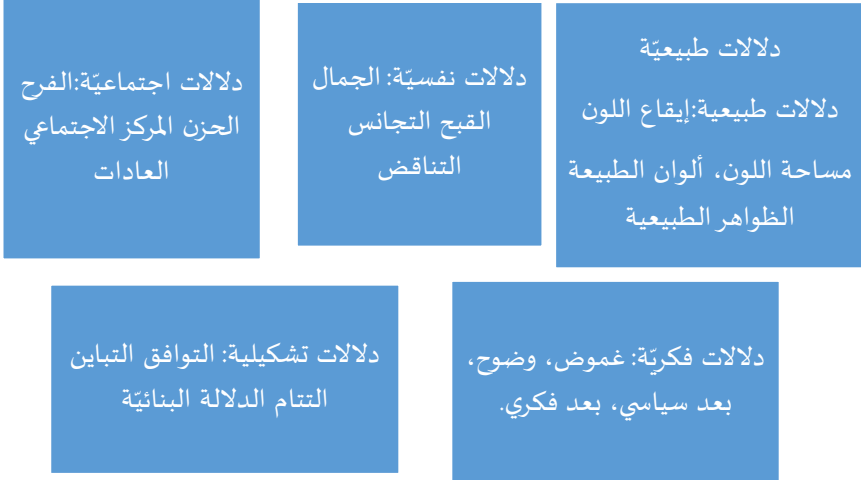 دلالات طبيعيّة
دلالات طبيعية:إيقاع اللون
مساحة اللون، ألوان الطبيعة
الظواهر الطبيعية
دلالات نفسيّة: الجمال
القبح التجانس
التناقض
دلالات اجتماعيّة:الفرح
الحزن المركز الاجتماعي
العادات
دلالات فكريّة: غموض، وضوح،
بعد سياسي، بعد فكري.
دلالات تشكيلية: التوافق التباين
التتام الدلالة البنائيّة